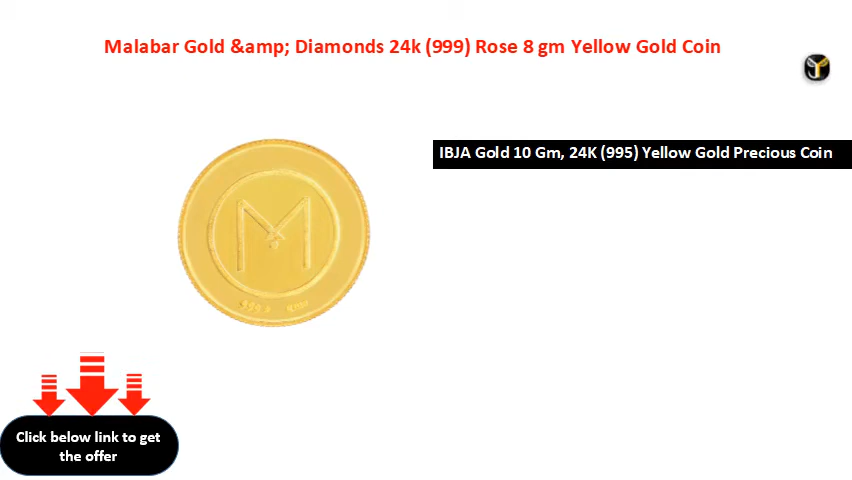 Malabar Gold &amp; Diamonds 24k (999) Rose 8 gm Yellow Gold Coin
IBJA Gold 10 Gm, 24K (995) Yellow Gold Precious Coin
M
Click below link to get
the offer